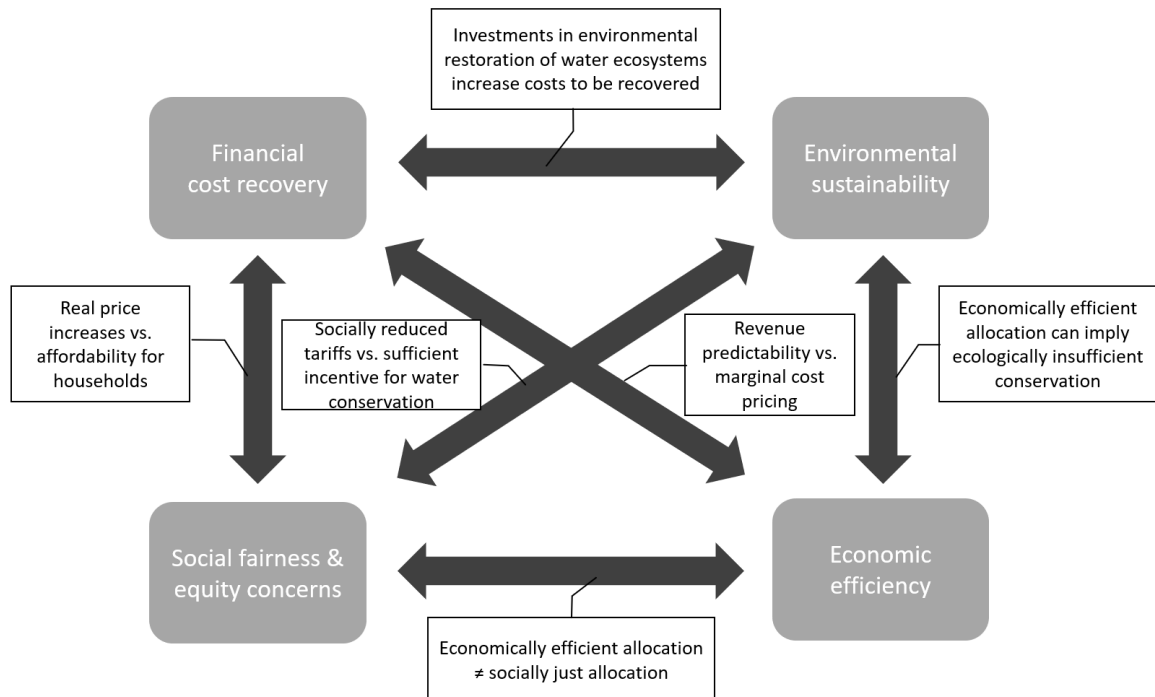 Investments in environmental
restoration of water ecosystems
increase costs to be recovered
Financial
cost recovery
Environmental
sustainability
Real price
increases vs.
affordability for
households
Socially reduced
tariffs vs. sufficient
incentive for water
conservation
Revenue
predictability vs.
marginal cost
pricing
Economically efficient
allocation can imply
ecologically insufficient
conservation
Social fairness &
equity concerns
Economic
efficiency
Economically efficient allocation
≠ socially just allocation